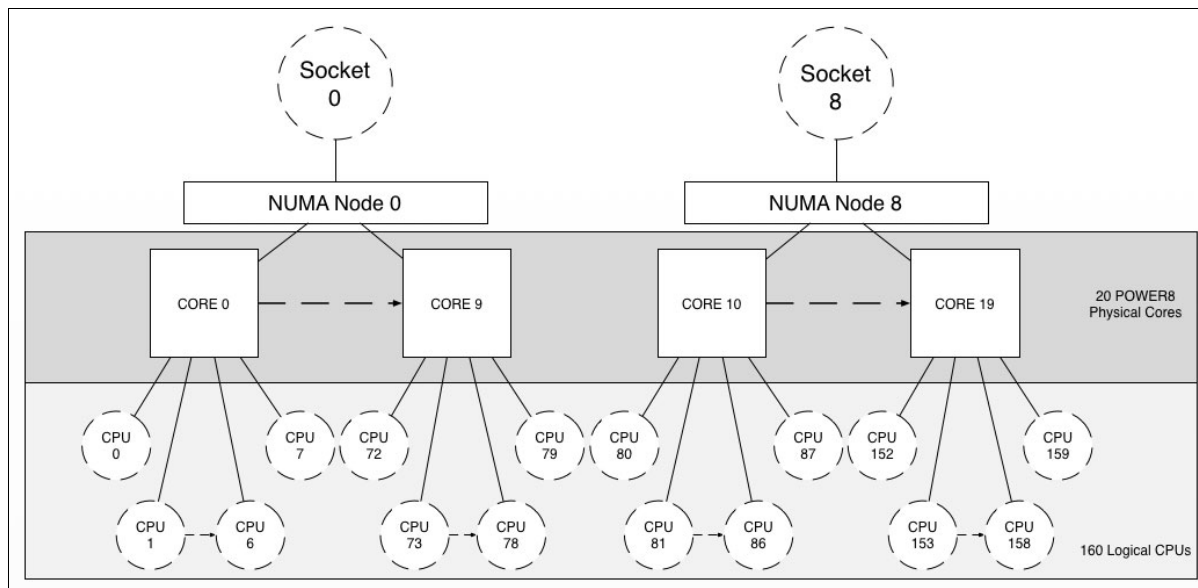 Socket
0
Socket
8
NUMA Node 0
NUMA Node 8
CORE 0
CORE 9
CORE 10
CORE 19
20 POWER8
Physical Cores
CPU
0
CPU
7
CPU
72
CPU
79
CPU
80
CPU
87
CPU
152
CPU
159
CPU
1
CPU
6
CPU
73
CPU
78
CPU
81
CPU
86
CPU
153
CPU
158
160 Logical CPUs